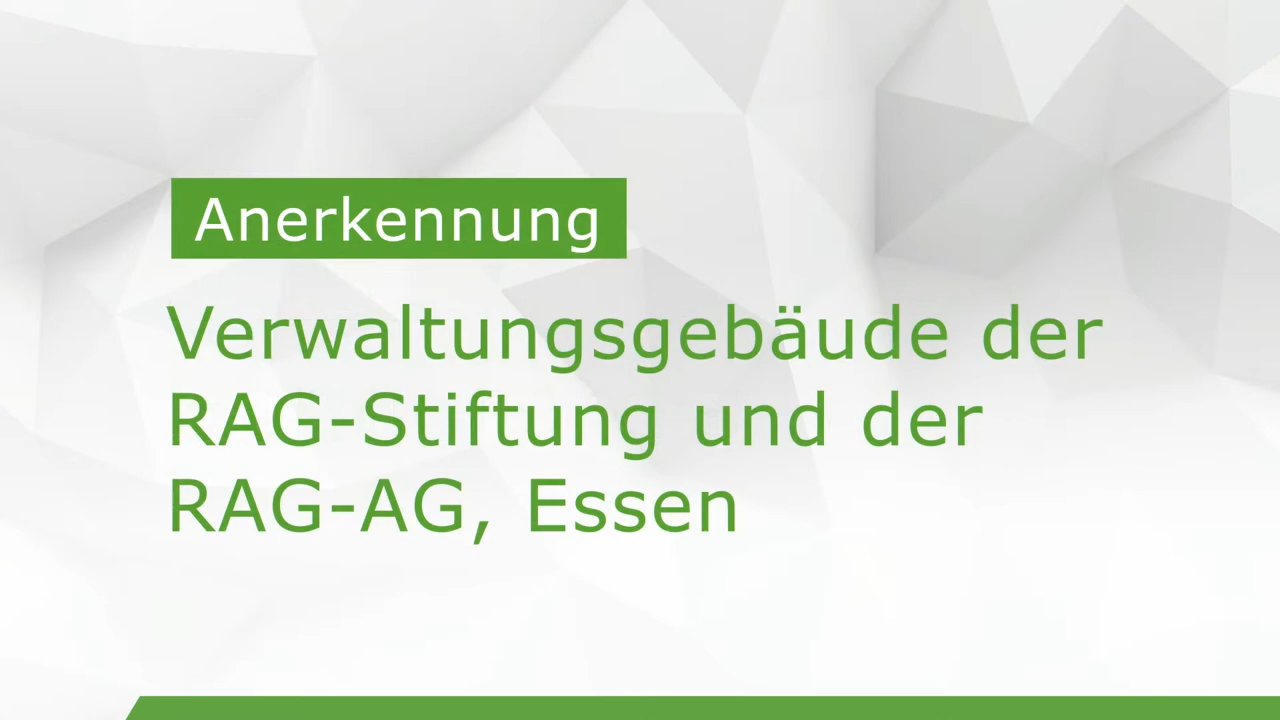 Anerkennung
Verwaltungsgebäude der
RAG-Stiftung und der
RAG-AG, Essen